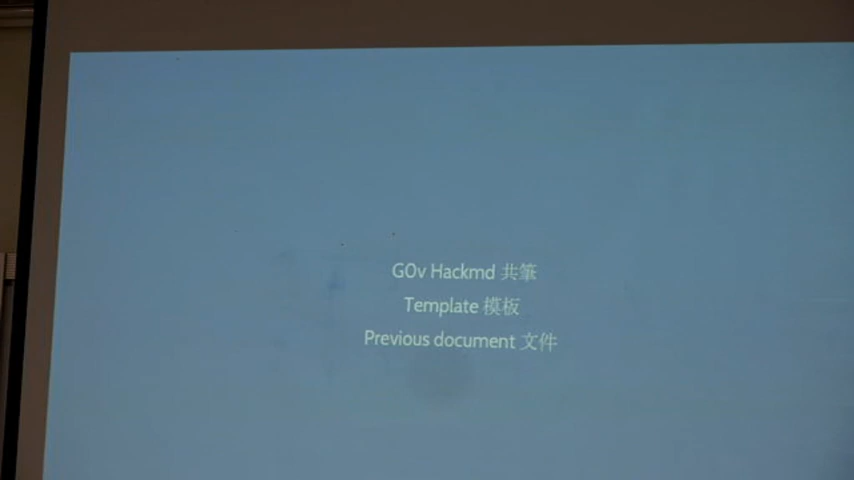 G0v Hackmd 共筆
Template 模板
Previous document 文件